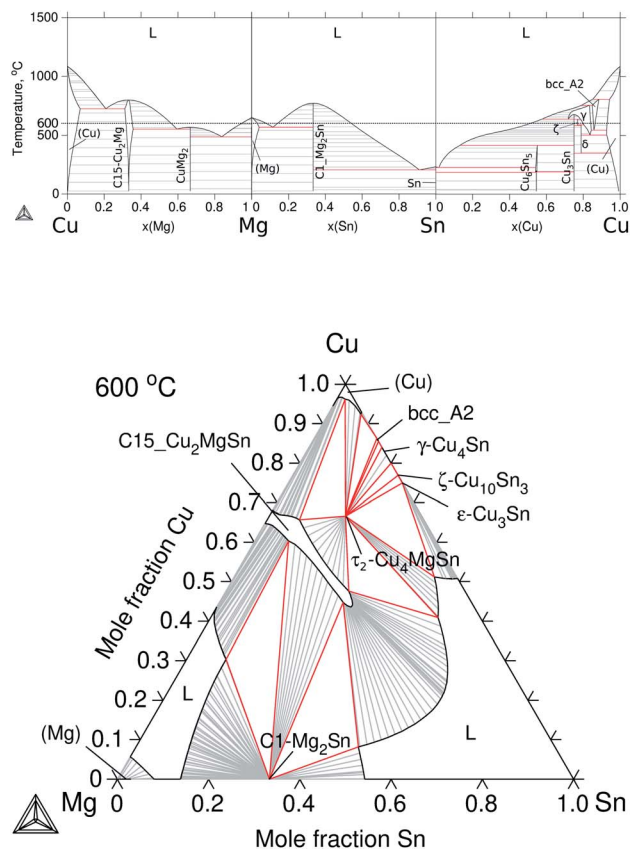 1500
1000
600
500
0
Temperature, °C
L
L
L
(Cu)
C15-Cu2Mg
CuMg2
(Mg)
C1_Mg2Sn
Sn
Cu6Sn5
Cu3Sn
bcc_A2
γ
ζ
δ
(Cu)
0 0.2 0.4 0.6 0.8 0 0.2 0.4 0.6 0.8 0 0.2 0.4 0.6 0.8 1.0
Cu x(Mg) Mg x(Sn) Sn x(Cu) Cu
Cu
600 °C
1.0
(Cu)
0.9
bcc_A2
C15_Cu2MgSn
0.8
γ-Cu4Sn
ζ-Cu10Sn3
0.7
ε-Cu3Sn
0.6
τ2-Cu4MgSn
0.5
Mole fraction Cu
0.4
0.3
L
0.2
(Mg)
0.1
C1-Mg2Sn
L
0
Mg 0 0.2 0.4 0.6 0.8 1.0 Sn
Mole fraction Sn